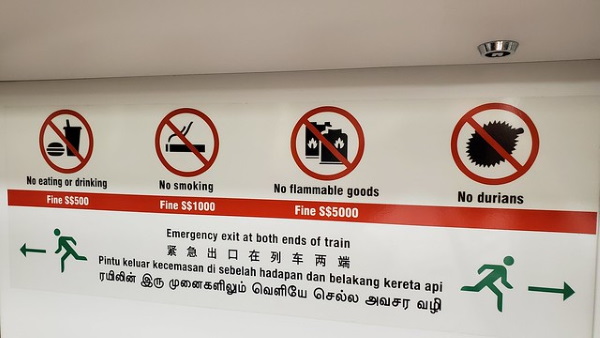 No eating or drinking
No smoking
No flammable goods
No durians
Fine S$500
Fine S$1000
Fine S$5000
Emergency exit at both ends of train
紧急出口在列车两端
Pintu keluar kecemasan di sebelah hadapan dan belakang kereta api
ரயிலின் இரு முனைகளிலும் வெளியே செல்ல அவசர வழி